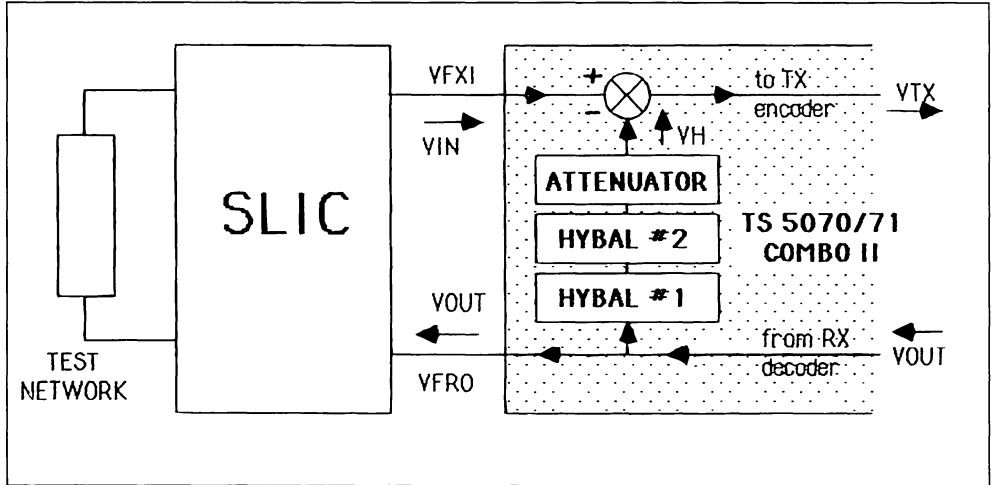 VFXI
+
-
to TX
encoder
VTX
VIN
VH
ATTENUATOR
SLIC
HYBAL #2
TS 5070/71
COMBO II
HYBAL #1
VOUT
from RX
decoder
VOUT
TEST
NETWORK
VFRO